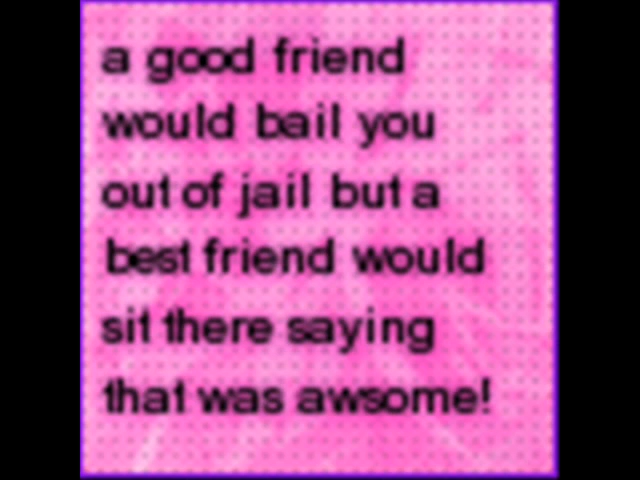 a good friend
would bail you
out of jail but a
best friend would
sit there saying
that was awsome!